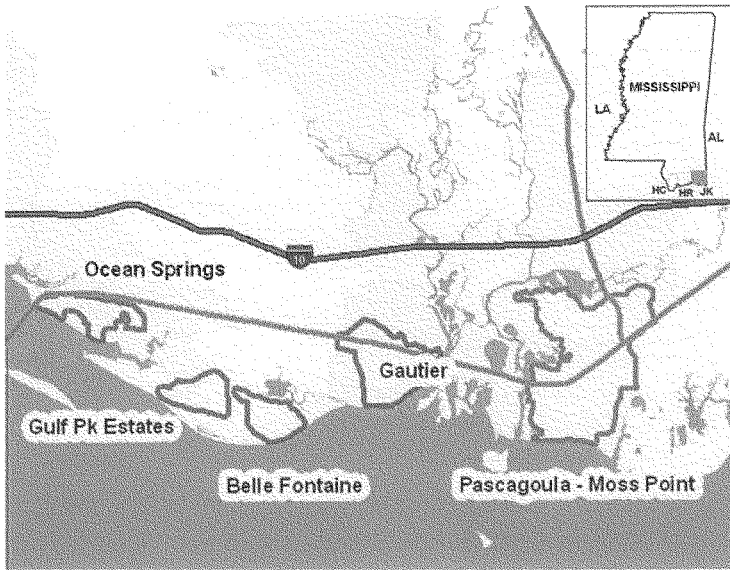 MISSISSIPPI
LA
AL
HC
HR
JK
10
Ocean Springs
Gautier
Gulf Pk Estates
Belle Fontaine
Pascagoula - Moss Point